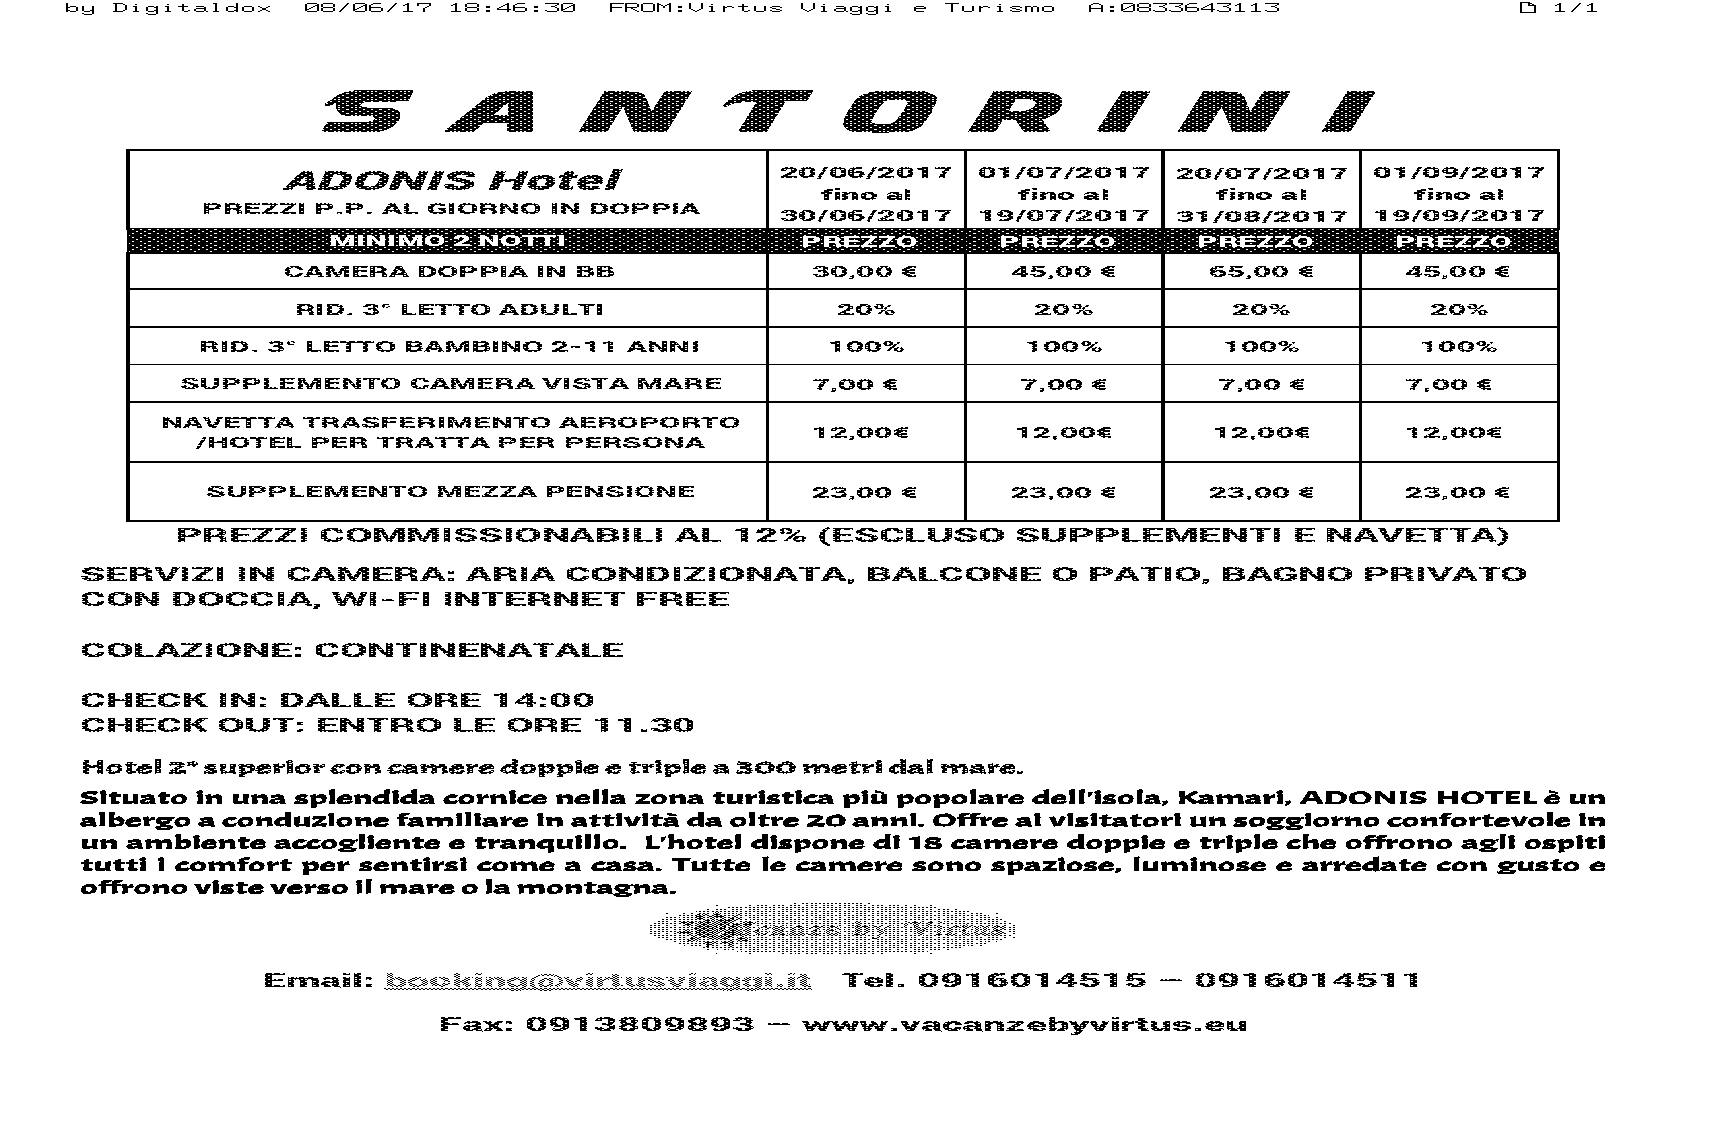 by Digitaldox 08/06/17 18:46:30 FROM:Virtus Viaggi e Turismo A:0833643113 1/1
SANTORINI
ADONIS Hotel
PREZZI P.P. AL GIORNO IN DOPPIA
20/06/2017 fino al 30/06/2017
01/07/2017 fino al 19/07/2017
20/07/2017 fino al 31/08/2017
01/09/2017 fino al 19/09/2017
MINIMO 2 NOTTI PREZZO PREZZO PREZZO PREZZO
CAMERA DOPPIA IN BB 30,00 € 45,00 € 65,00 € 45,00 €
RID. 3° LETTO ADULTI 20% 20% 20% 20%
RID. 3° LETTO BAMBINO 2-11 ANNI 100% 100% 100% 100%
SUPPLEMENTO CAMERA VISTA MARE 7,00 € 7,00 € 7,00 € 7,00 €
NAVETTA TRASFERIMENTO AEROPORTO
/HOTEL PER TRATTA PER PERSONA 12,00€ 12,00€ 12,00€ 12,00€
SUPPLEMENTO MEZZA PENSIONE 23,00 € 23,00 € 23,00 € 23,00 €
PREZZI COMMISSIONABILI AL 12% (ESCLUSO SUPPLEMENTI E NAVETTA)
SERVIZI IN CAMERA: ARIA CONDIZIONATA, BALCONE O PATIO, BAGNO PRIVATO
CON DOCCIA, WI-FI INTERNET FREE
COLAZIONE: CONTINENATALE
CHECK IN: DALLE ORE 14:00
CHECK OUT: ENTRO LE ORE 11.30
Hotel 2* superior con camere doppie e triple a 300 metri dal mare.
Situato in una splendida cornice nella zona turistica più popolare dell'isola, Kamari, ADONIS HOTEL è un
albergo a conduzione familiare in attività da oltre 20 anni. Offre ai visitatori un soggiorno confortevole in
un ambiente accogliente e tranquillo. L'hotel dispone di 18 camere doppie e triple che offrono agli ospiti
tutti i comfort per sentirsi come a casa. Tutte le camere sono spaziose, luminose e arredate con gusto e
offrono viste verso il mare o la montagna.
by Virtus
Email: booking@virtusviaggi.it Tel. 0916014515 – 0916014511
Fax: 0913809893 – www.vacanzebyvirtus.eu